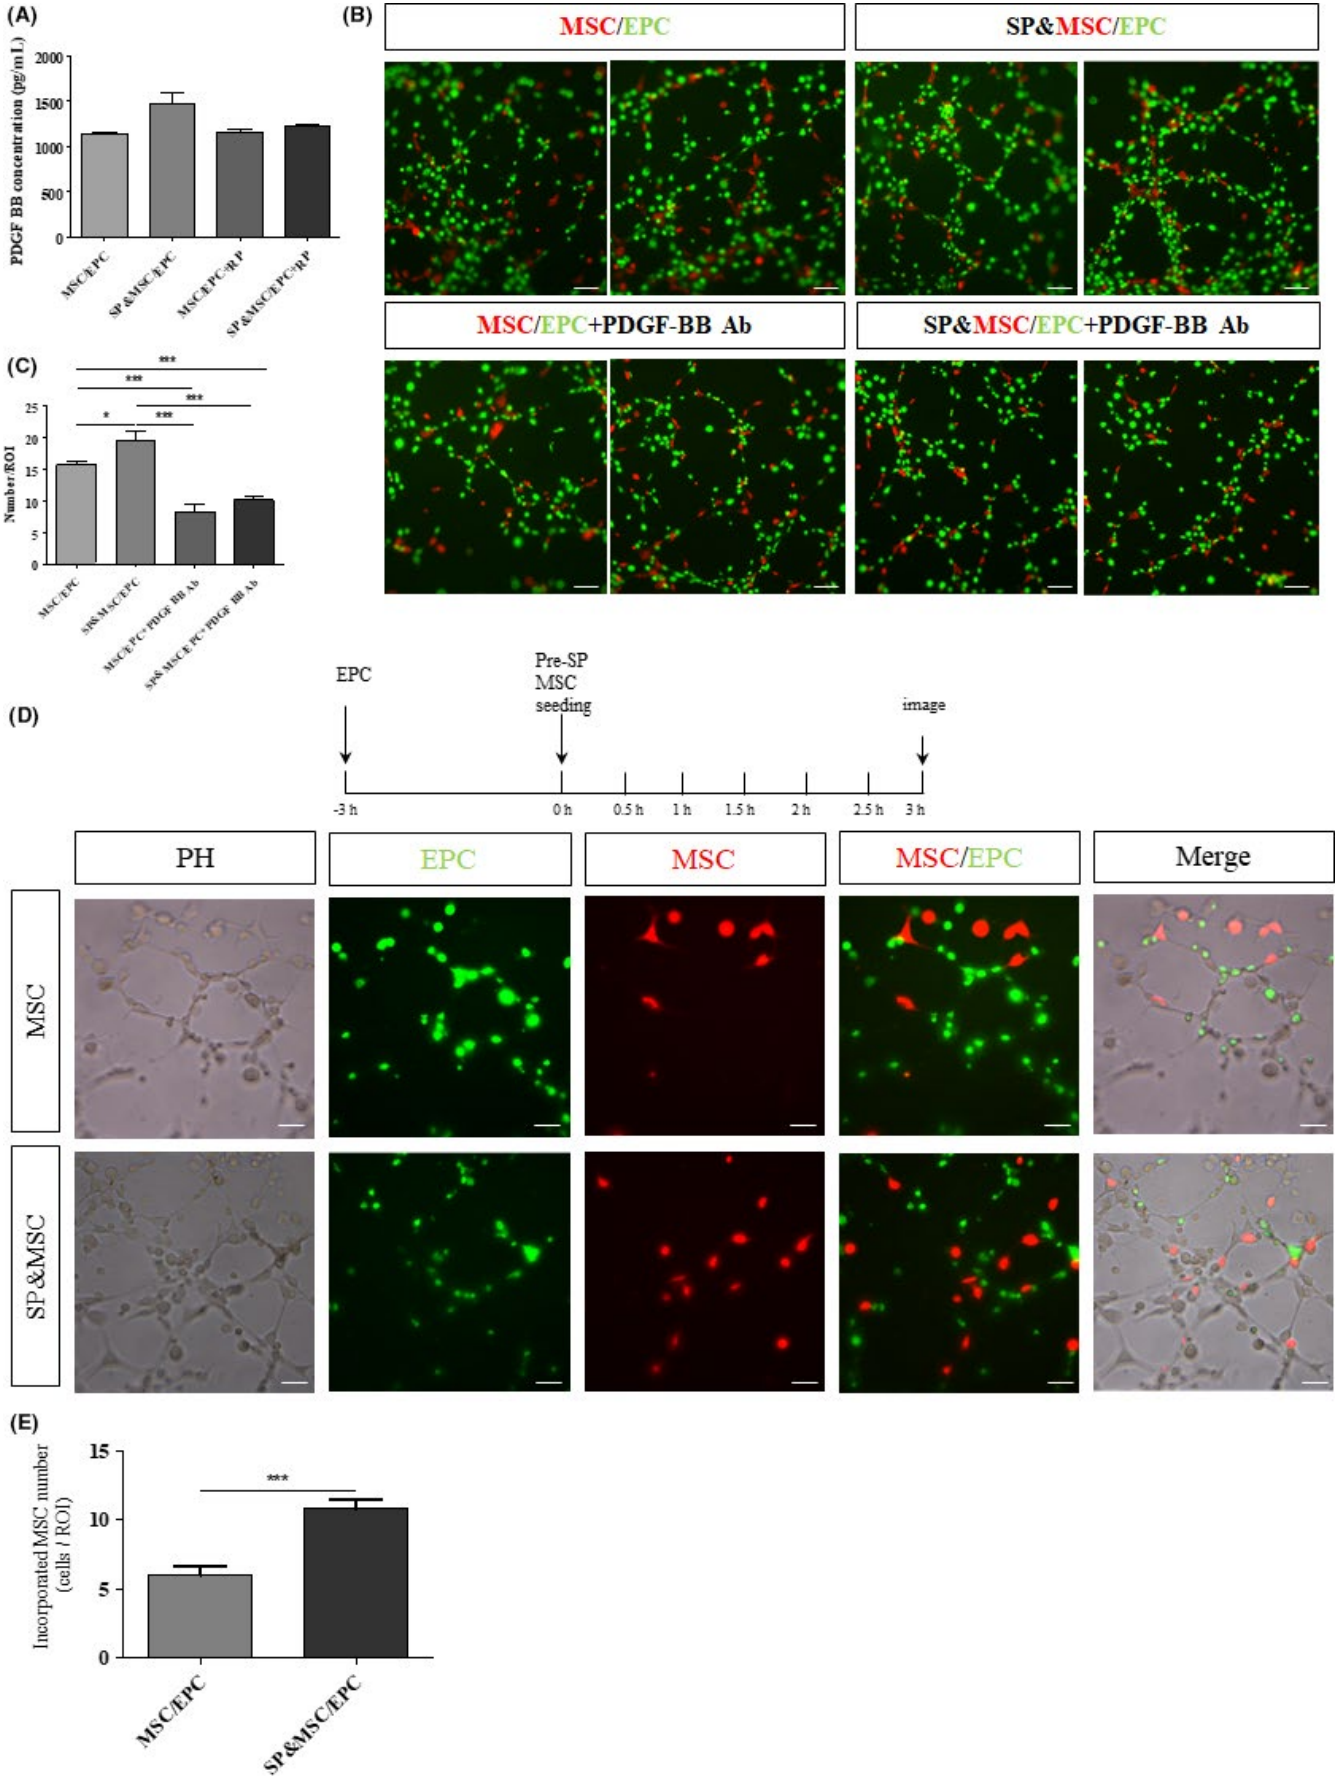 (A)
PDGF BB concentration (pg/mL)
2000
1500
1000
500
0
MSC/EPC
SP&MSC/EPC
MSC/EPC+RP
SP&MSC/EPC+RP
(B)
MSC/EPC
SP&MSC/EPC
MSC/EPC+PDGF-BB Ab
SP&MSC/EPC+PDGF-BB Ab
(C)
***
***
***
*
***
Number/ROI
25
20
15
10
5
0
MSC/EPC
SP&MSC/EPC
MSC/EPC+PDGF BB Ab
SP&MSC/EPC+PDGF BB Ab
(D)
EPC
Pre-SP
MSC
seeding
image
-3 h
0 h
0.5 h
1 h
1.5 h
2 h
2.5 h
3 h
PH
EPC
MSC
MSC/EPC
Merge
MSC
SP&MSC
(E)
Incorporated MSC number
(cells / ROI)
15
10
5
0
***
MSC/EPC
SP&MSC/EPC